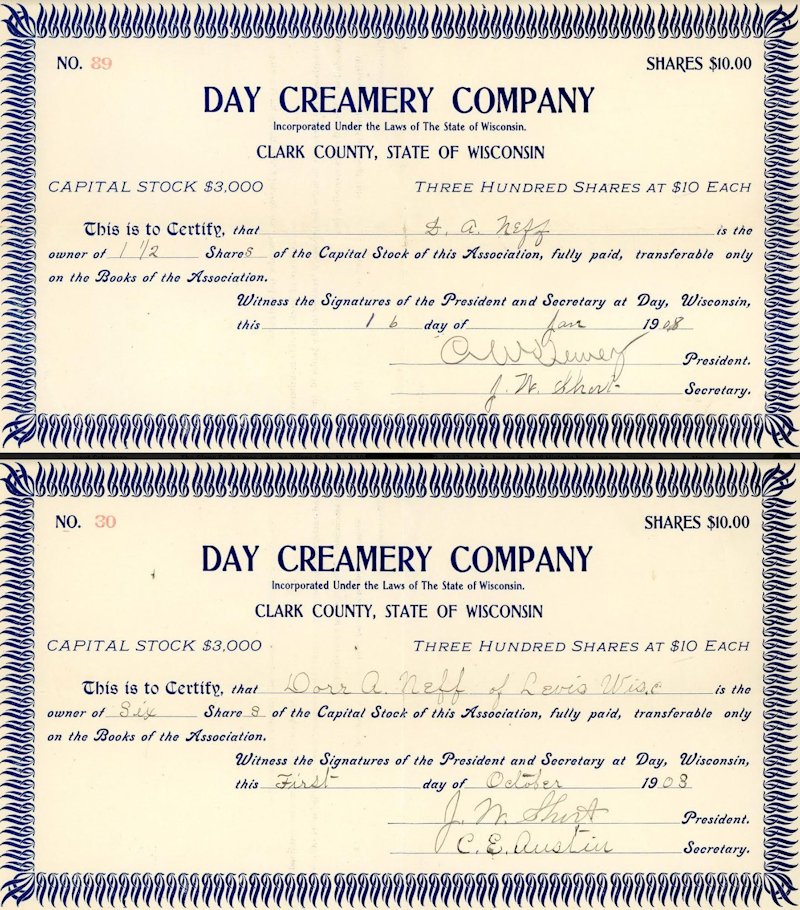 NO. 39 SHARES $10.00
DAY CREAMERY COMPANY
Incorporated Under the Laws of The State of Wisconsin.
CLARK COUNTY, STATE OF WISCONSIN
CAPITAL STOCK $3,000 THREE HUNDRED SHARES AT $10 EACH
This is to Certify, that D. A. Neff is the
owner of 1 1/2 Shares of the Capital Stock of this Association, fully paid, transferable only
on the Books of the Association.
Witness the Signatures of the President and Secretary at Day, Wisconsin,
this 16 day of Jan 1908
President.
J. W. Short Secretary.
NO. 30 SHARES $10.00
DAY CREAMERY COMPANY
Incorporated Under the Laws of The State of Wisconsin.
CLARK COUNTY, STATE OF WISCONSIN
CAPITAL STOCK $3,000 THREE HUNDRED SHARES AT $10 EACH
This is to Certify, that Dorr A. Neff of Levis Wisc is the
owner of Six Shares of the Capital Stock of this Association, fully paid, transferable only
on the Books of the Association.
Witness the Signatures of the President and Secretary at Day, Wisconsin,
this First day of October 1903
J. W. Short President.
C. E. Austin Secretary.